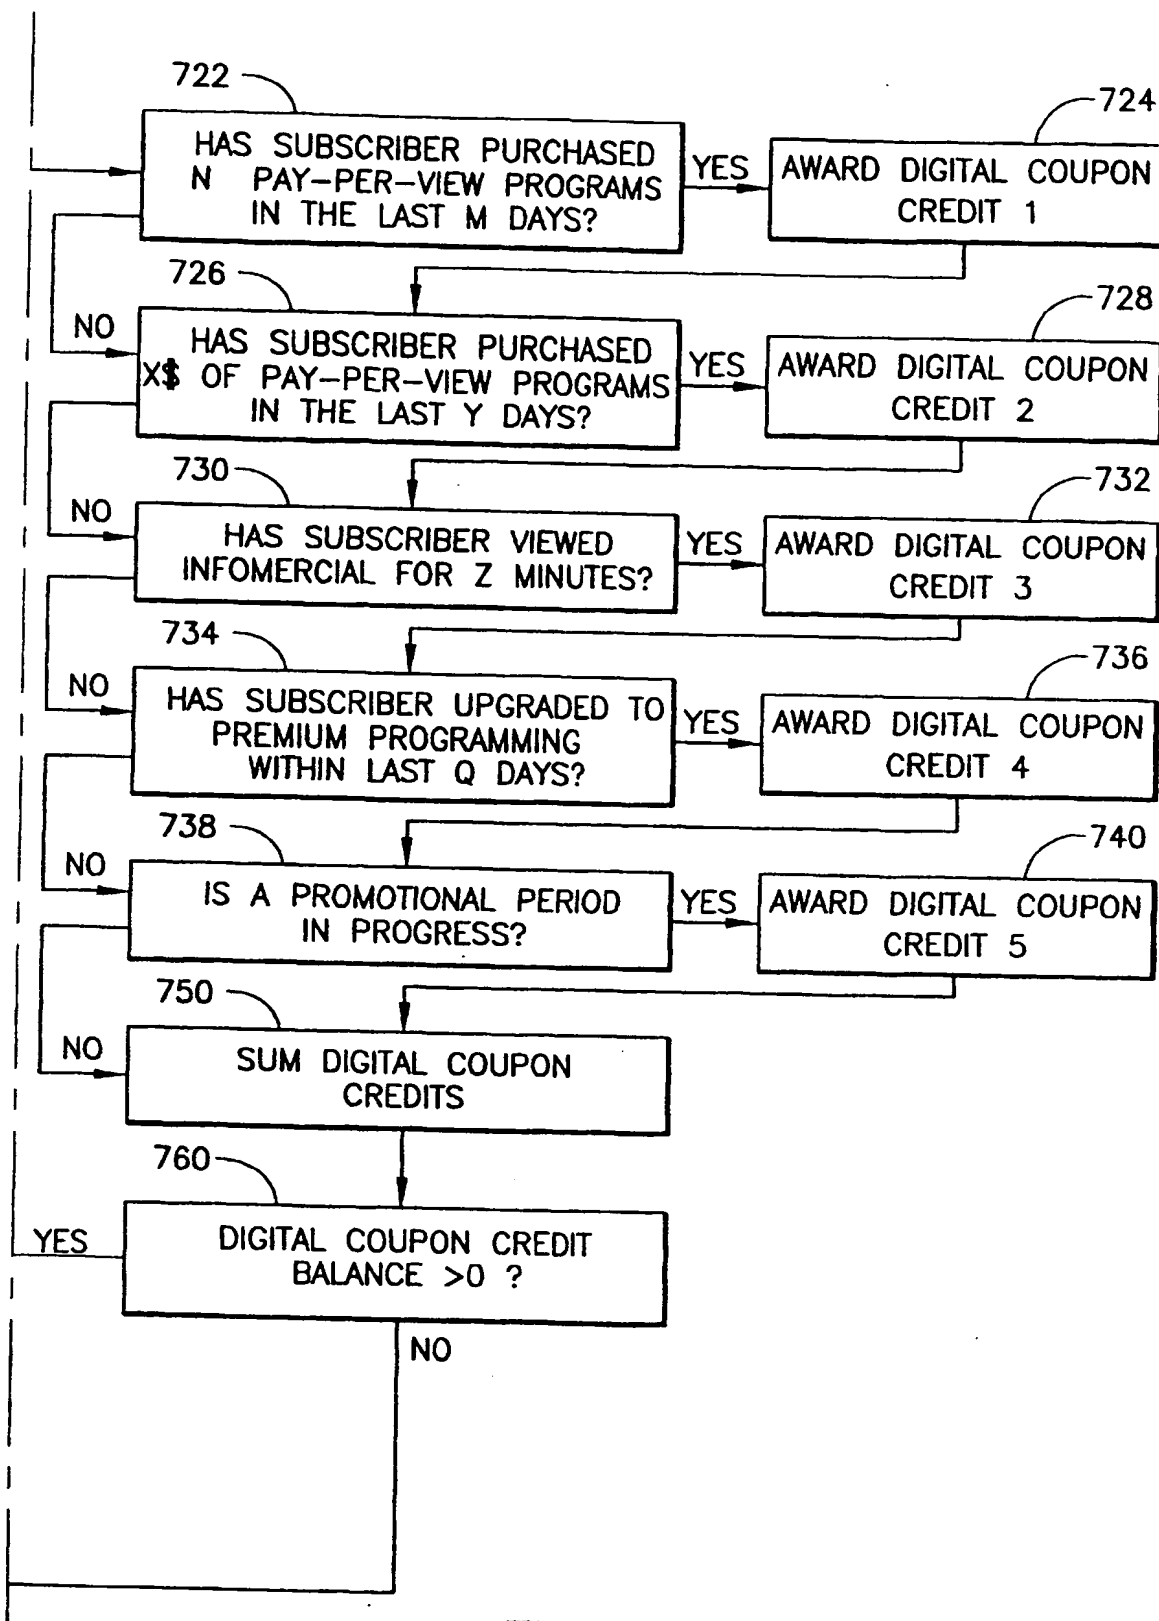 722
724
HAS SUBSCRIBER PURCHASED
N PAY-PER-VIEW PROGRAMS
IN THE LAST M DAYS?
YES
AWARD DIGITAL COUPON
CREDIT 1
726
728
NO
HAS SUBSCRIBER PURCHASED
X$ OF PAY-PER-VIEW PROGRAMS
IN THE LAST Y DAYS?
YES
AWARD DIGITAL COUPON
CREDIT 2
730
732
NO
HAS SUBSCRIBER VIEWED
INFOMERCIAL FOR Z MINUTES?
YES
AWARD DIGITAL COUPON
CREDIT 3
734
736
NO
HAS SUBSCRIBER UPGRADED TO
PREMIUM PROGRAMMING
WITHIN LAST Q DAYS?
YES
AWARD DIGITAL COUPON
CREDIT 4
738
740
NO
IS A PROMOTIONAL PERIOD
IN PROGRESS?
YES
AWARD DIGITAL COUPON
CREDIT 5
750
NO
SUM DIGITAL COUPON
CREDITS
760
YES
DIGITAL COUPON CREDIT
BALANCE >0 ?
NO